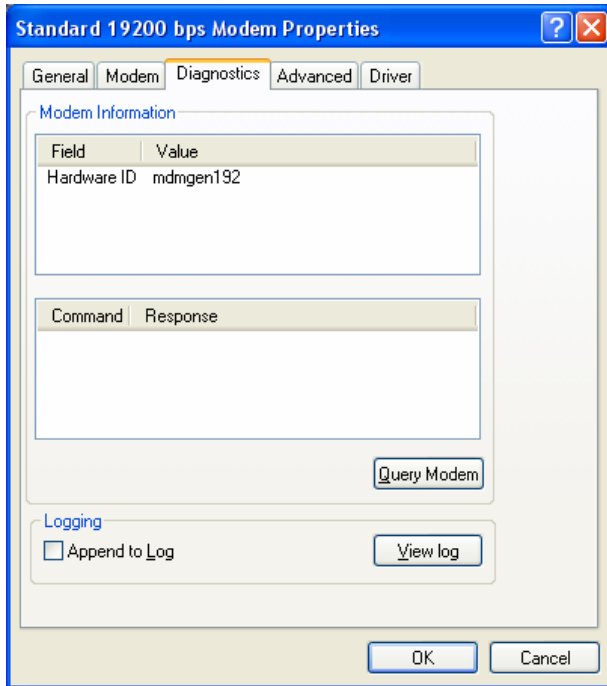 Standard 19200 bps Modem Properties
General Modem Diagnostics Advanced Driver
Modem Information
Field Value
Hardware ID mdmgen192
Command Response
Query Modem
Logging
Append to Log View log
OK Cancel